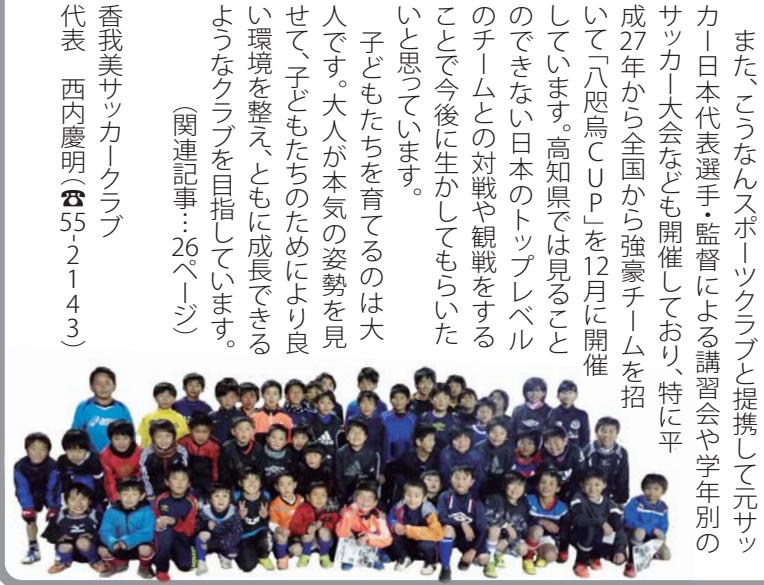 また、こうなんスポーツクラブと提携して元サッ
カー日本代表選手・監督による講習会や学年別の
サッカー大会なども開催しており、特に平
成27年から全国から強豪チームを招
いて「八咫烏CUP」を12月に開催
しています。高知県では見ること
のできない日本のトップレベル
のチームとの対戦や観戦をする
ことで今後に生かしてもらいた
いと思っています。
子どもたちを育てるのは大
人です。大人が本気の姿勢を見
せて、子どもたちのためにより良
い環境を整え、ともに成長できる
ようなクラブを目指しています。
(関連記事…26ページ)
香我美サッカークラブ
代表 西内慶明(☎55-2143)